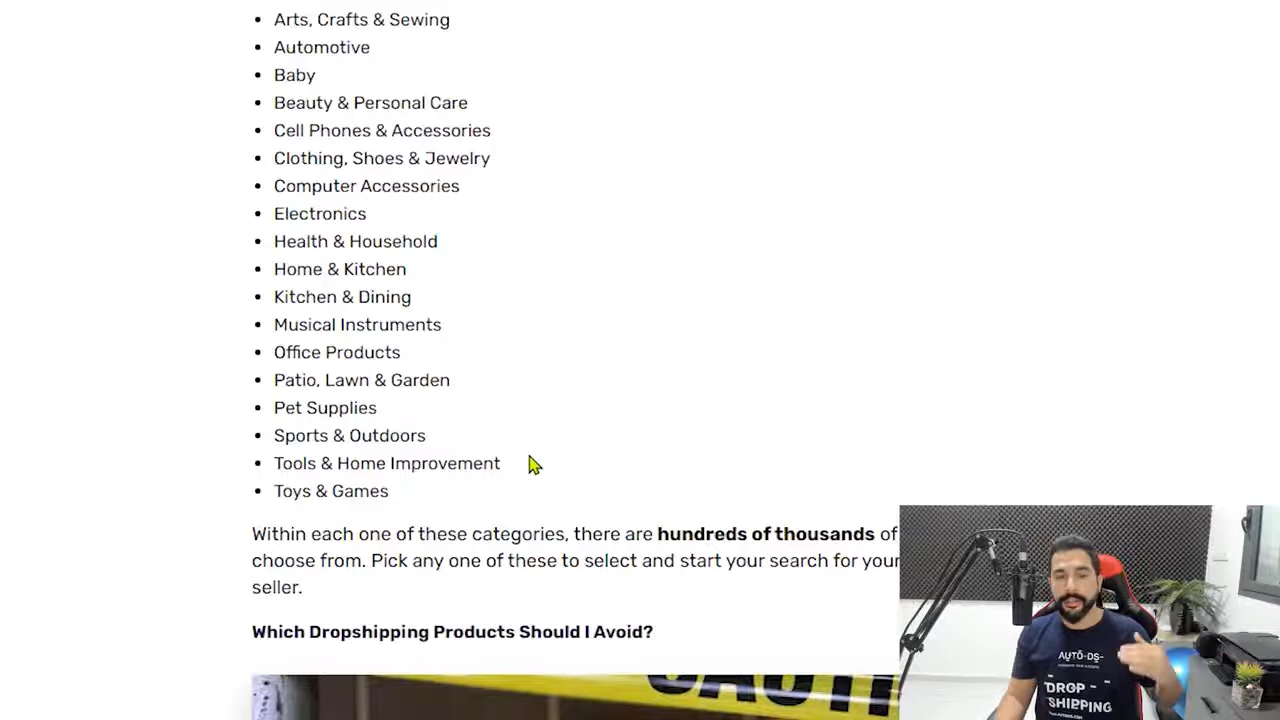 Arts, Crafts & Sewing
Automotive
Baby
Beauty & Personal Care
Cell Phones & Accessories
Clothing, Shoes & Jewelry
Computer Accessories
Electronics
Health & Household
Home & Kitchen
Kitchen & Dining
Musical Instruments
Office Products
Patio, Lawn & Garden
Pet Supplies
Sports & Outdoors
Tools & Home Improvement
Toys & Games
Within each one of these categories, there are hundreds of thousands of
choose from. Pick any one of these to select and start your search for your
seller.
Which Dropshipping Products Should I Avoid?
AUTO-DS-
DROP
SHIPPING